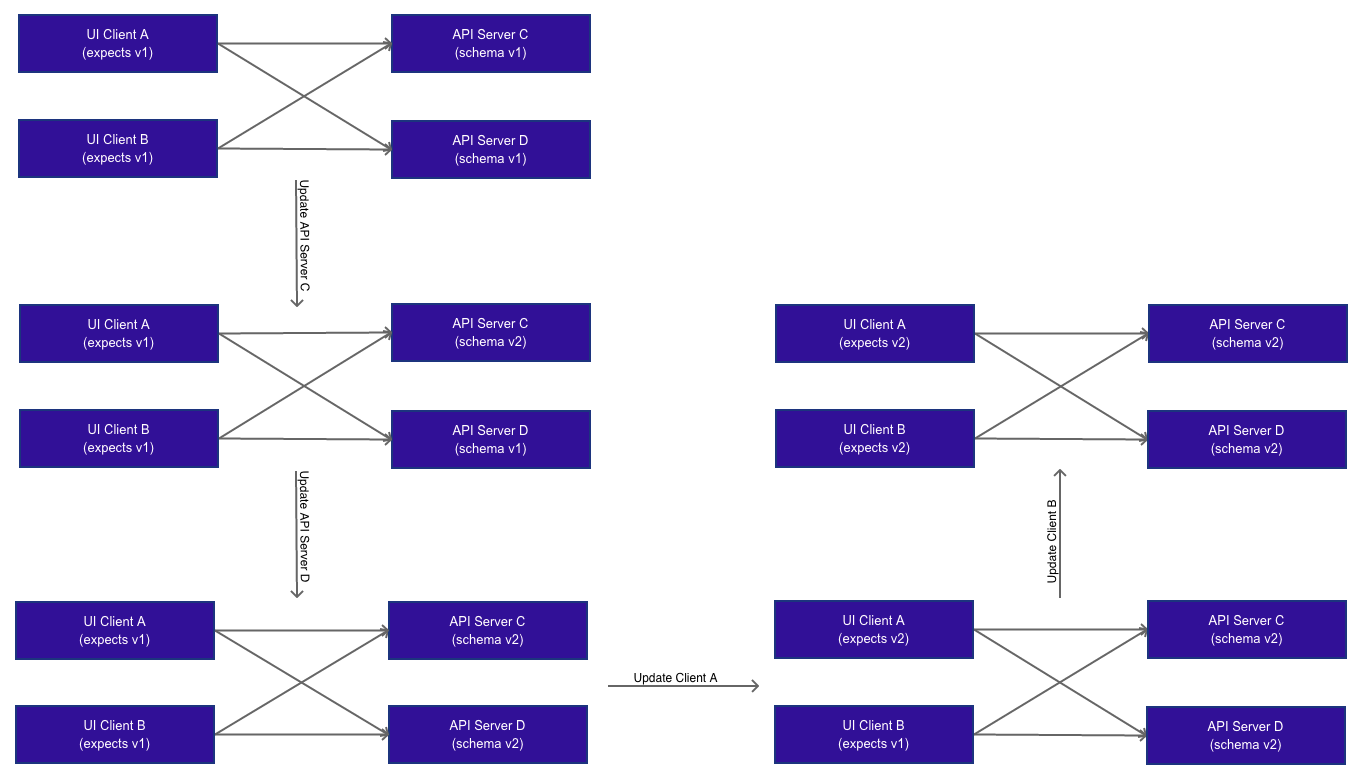 UI Client A
(expects v1)
API Server C
(schema v1)
UI Client B
(expects v1)
API Server D
(schema v1)
Update API Server C
UI Client A
(expects v1)
API Server C
(schema v2)
UI Client B
(expects v1)
API Server D
(schema v1)
Update API Server D
UI Client A
(expects v1)
API Server C
(schema v2)
UI Client B
(expects v1)
API Server D
(schema v2)
Update Client A
UI Client A
(expects v2)
API Server C
(schema v2)
UI Client B
(expects v1)
API Server D
(schema v2)
Update Client B
UI Client A
(expects v2)
API Server C
(schema v2)
UI Client B
(expects v2)
API Server D
(schema v2)